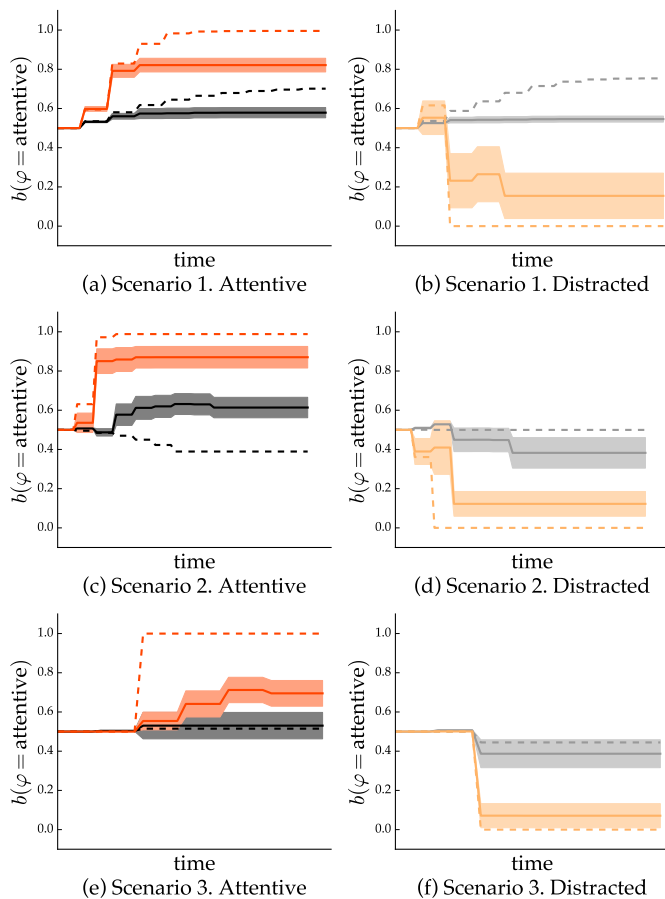 1.0
0.8
0.6
0.4
0.2
0.0
b(φ = attentive)
time
(a) Scenario 1. Attentive
b(φ = attentive)
1.0
0.8
0.6
0.4
0.2
0.0
time
(b) Scenario 1. Distracted
1.0
0.8
0.6
0.4
0.2
0.0
b(φ = attentive)
time
(c) Scenario 2. Attentive
b(φ = attentive)
1.0
0.8
0.6
0.4
0.2
0.0
time
(d) Scenario 2. Distracted
1.0
0.8
0.6
0.4
0.2
0.0
b(φ = attentive)
time
(e) Scenario 3. Attentive
b(φ = attentive)
1.0
0.8
0.6
0.4
0.2
0.0
time
(f) Scenario 3. Distracted